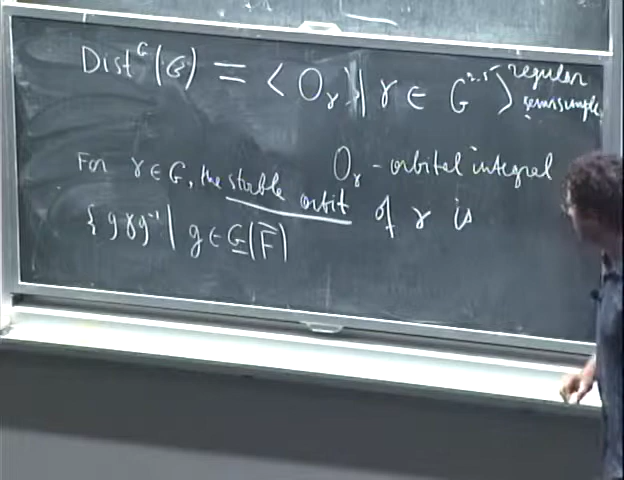 Dist^G(G) = < O_γ | γ ∈ G^{r.s} > regular semisimple
O_γ - orbital integral
For γ ∈ G, the stable orbit of γ is
{ gγg^{-1} | g ∈ G(F̅)